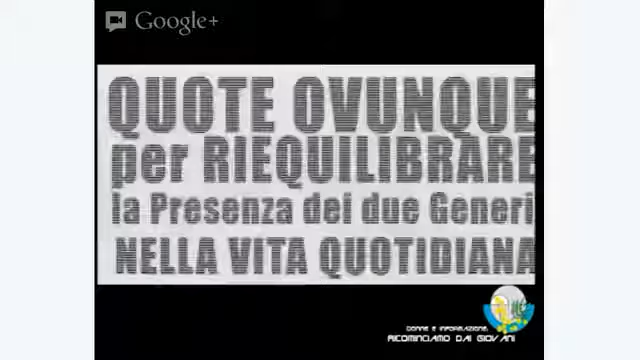 Google+
QUOTE OVUNQUE
per RIEQUILIBRARE
la Presenza dei due Generi
NELLA VITA QUOTIDIANA
DONNE E INFORMAZIONE:
RICOMINCIAMO DAI GIOVANI